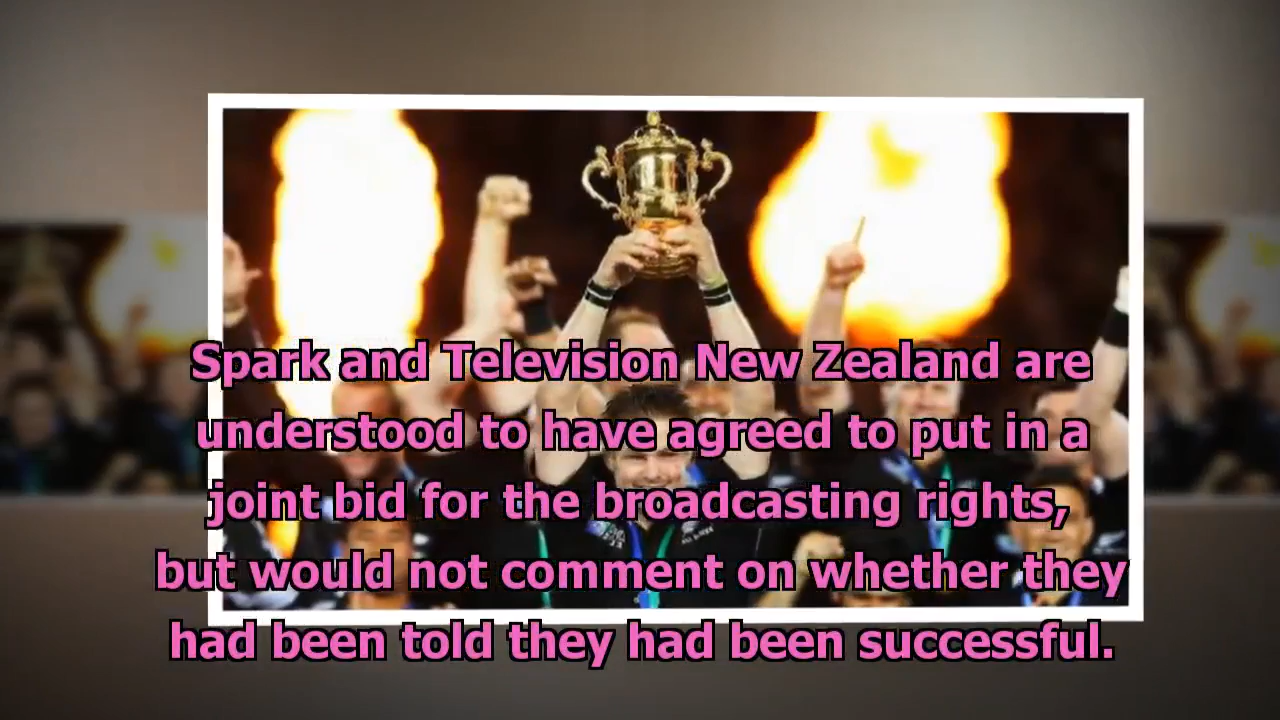 Spark and Television New Zealand are
understood to have agreed to put in a
joint bid for the broadcasting rights,
but would not comment on whether they
had been told they had been successful.